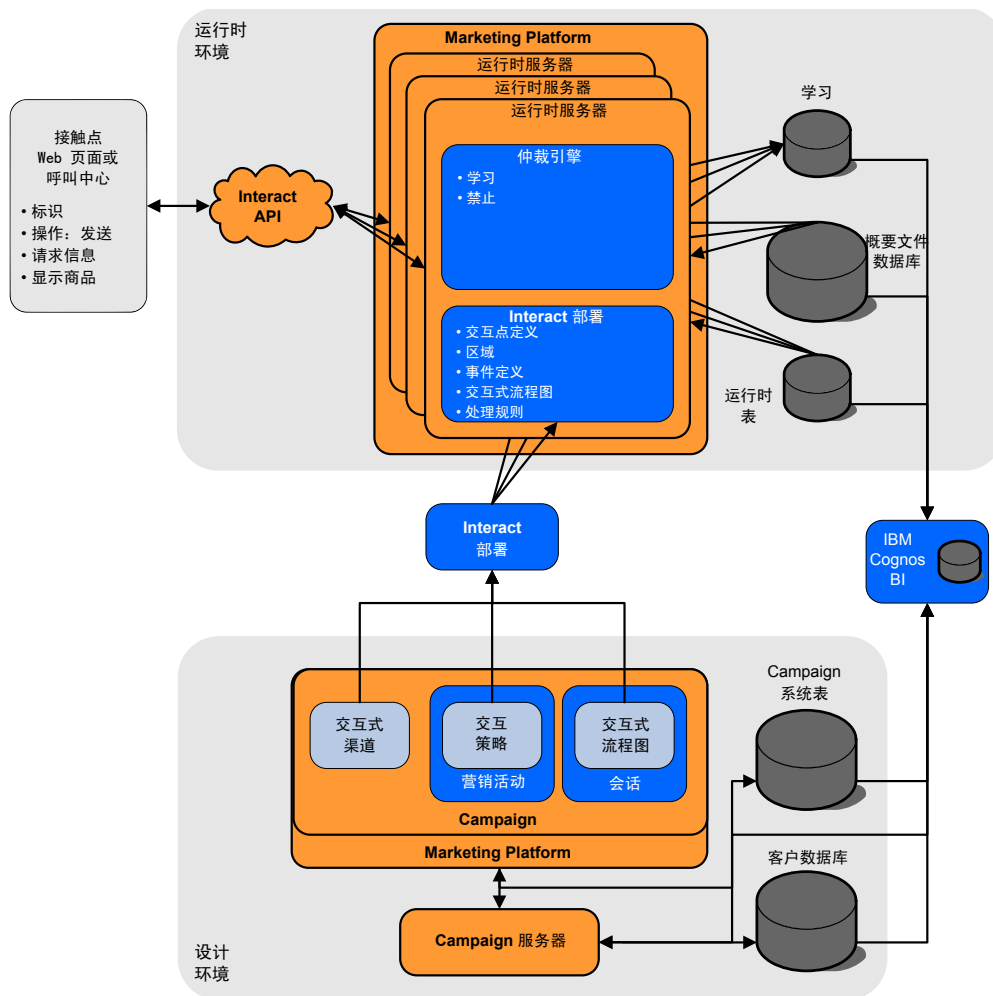 运行时
环境
Marketing Platform
运行时服务器
运行时服务器
运行时服务器
仲裁引擎
• 学习
• 禁止
Interact 部署
• 交互点定义
• 区域
• 事件定义
• 交互式流程图
• 处理规则
接触点
Web 页面或
呼叫中心
• 标识
• 操作：发送
• 请求信息
• 显示商品
Interact
API
学习
概要文件
数据库
运行时
表
Interact
部署
IBM
Cognos
BI
交互式
渠道
交互
策略
营销活动
交互式
流程图
会话
Campaign
Marketing Platform
Campaign
系统表
客户数据库
Campaign 服务器
设计
环境